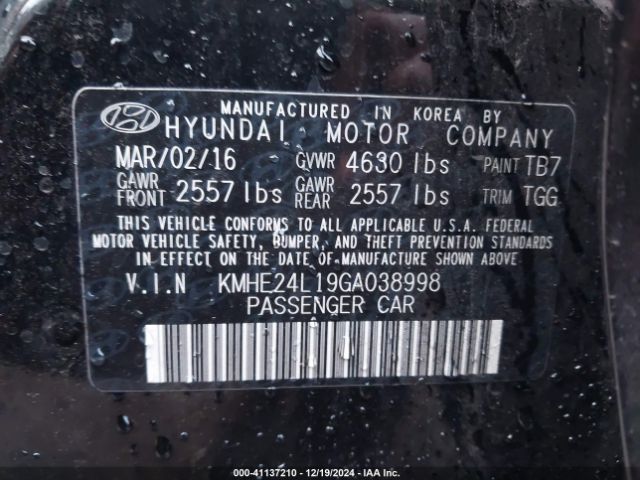 MANUFACTURED IN KOREA BY
HYUNDAI MOTOR COMPANY
MAR/02/16 GVWR 4630 lbs PAINT TB7
GAWR FRONT 2557 lbs GAWR REAR 2557 lbs TRIM TGG
THIS VEHICLE CONFORMS TO ALL APPLICABLE U.S.A. FEDERAL
MOTOR VEHICLE SAFETY, BUMPER, AND THEFT PREVENTION STANDARDS
IN EFFECT ON THE DATE OF MANUFACTURE SHOWN ABOVE
V.I.N KMHE24L19GA038998
PASSENGER CAR
000-41137210 - 12/19/2024 - IAAI.com